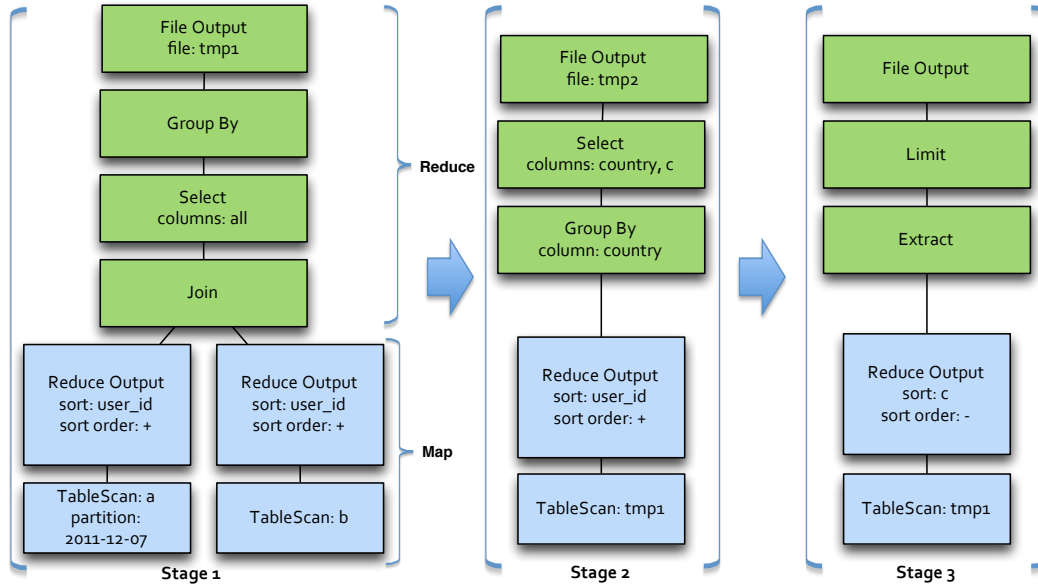 File Output
file: tmp1
Group By
Select
columns: all
Join
Reduce
Reduce Output
sort: user_id
sort order: +
Reduce Output
sort: user_id
sort order: +
Map
TableScan: a
partition:
2011-12-07
TableScan: b
Stage 1
File Output
file: tmp2
Select
columns: country, c
Group By
column: country
Reduce Output
sort: user_id
sort order: +
TableScan: tmp1
Stage 2
File Output
Limit
Extract
Reduce Output
sort: c
sort order: -
TableScan: tmp1
Stage 3